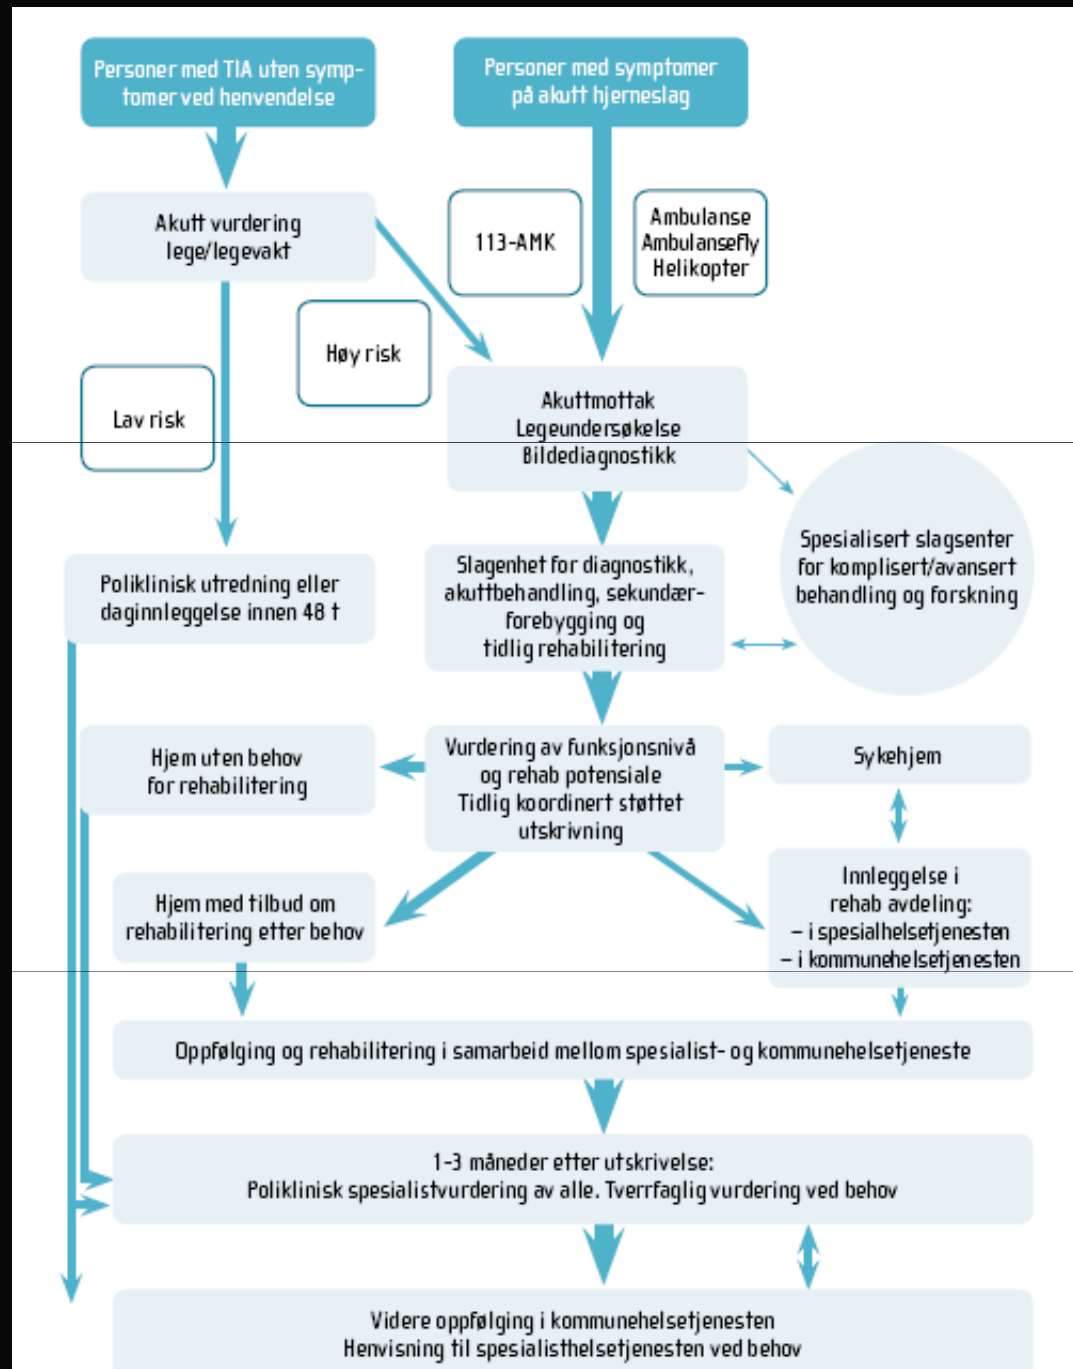 Personer med TIA uten symp-
tomer ved henvendelse
Personer med symptomer
på akutt hjerneslag
Akutt vurdering
lege/legevakt
113-AMK
Ambulanse
Ambulansefly
Helikopter
Høy risk
Lav risk
Akuttmottak
Legeundersøkelse
Bildediagnostikk
Spesialisert slagsenter
for komplisert/avansert
behandling og forskning
Poliklinisk utredning eller
daginnleggelse innen 48 t
Slagenhet for diagnostikk,
akuttbehandling, sekundær-
forebygging og
tidlig rehabilitering
Hjem uten behov
for rehabilitering
Vurdering av funksjonsnivå
og rehab potensiale
Tidlig koordinert støttet
utskrivning
Sykehjem
Hjem med tilbud om
rehabilitering etter behov
Innleggelse i
rehab avdeling:
– i spesialhelsetjenesten
– i kommunehelsetjenesten
Oppfølging og rehabilitering i samarbeid mellom spesialist- og kommunehelsetjeneste
1-3 måneder etter utskrivelse:
Poliklinisk spesialistvurdering av alle. Tverrfaglig vurdering ved behov
Videre oppfølging i kommunehelsetjenesten
Henvisning til spesialisthelsetjenesten ved behov